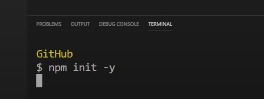 PROBLEMS OUTPUT DEBUG CONSOLE TERMINAL
GitHub
$ npm init -y